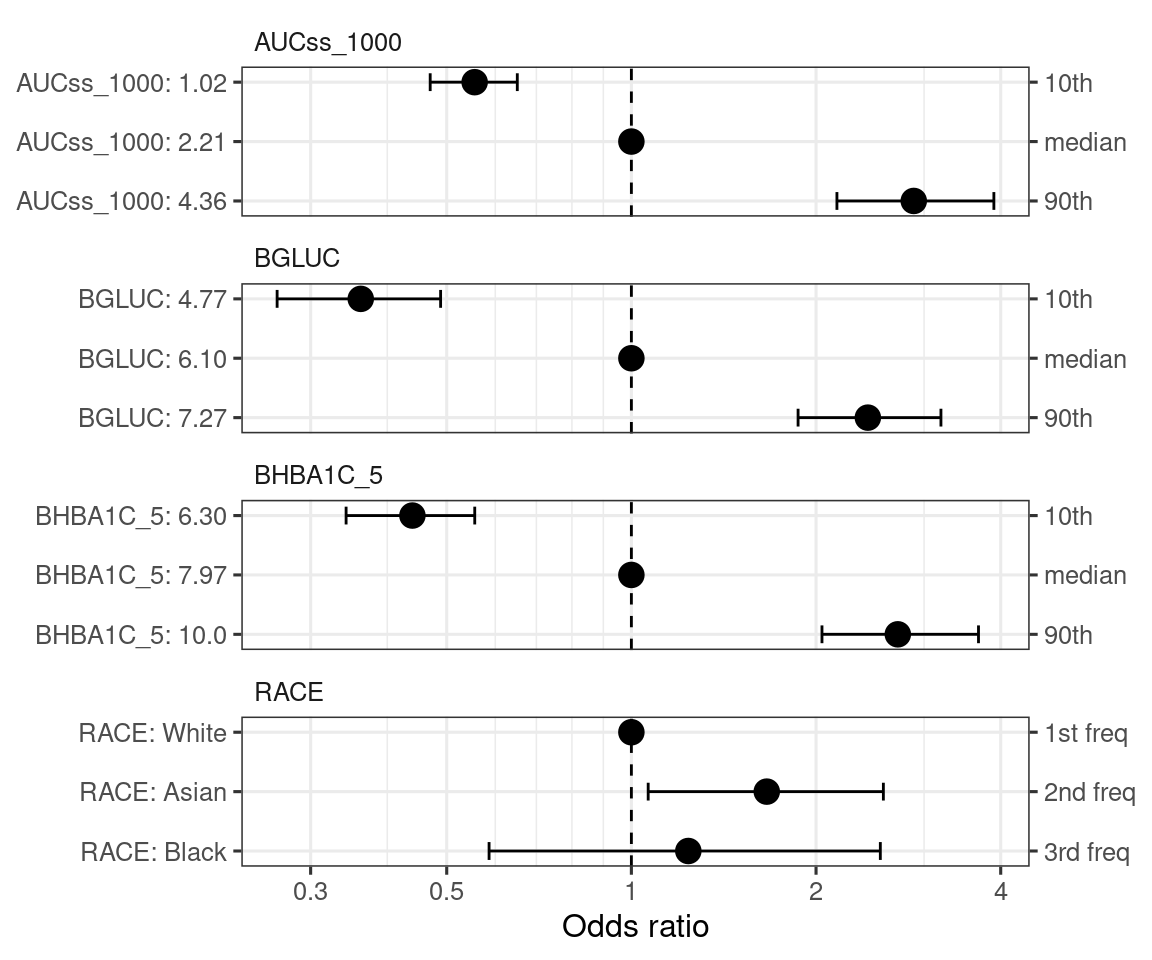 AUCss_1000
AUCss_1000: 1.02 10th
AUCss_1000: 2.21 median
AUCss_1000: 4.36 90th
BGLUC
BGLUC: 4.77 10th
BGLUC: 6.10 median
BGLUC: 7.27 90th
BHBA1C_5
BHBA1C_5: 6.30 10th
BHBA1C_5: 7.97 median
BHBA1C_5: 10.0 90th
RACE
RACE: White 1st freq
RACE: Asian 2nd freq
RACE: Black 3rd freq
0.3 0.5 1 2 4
Odds ratio